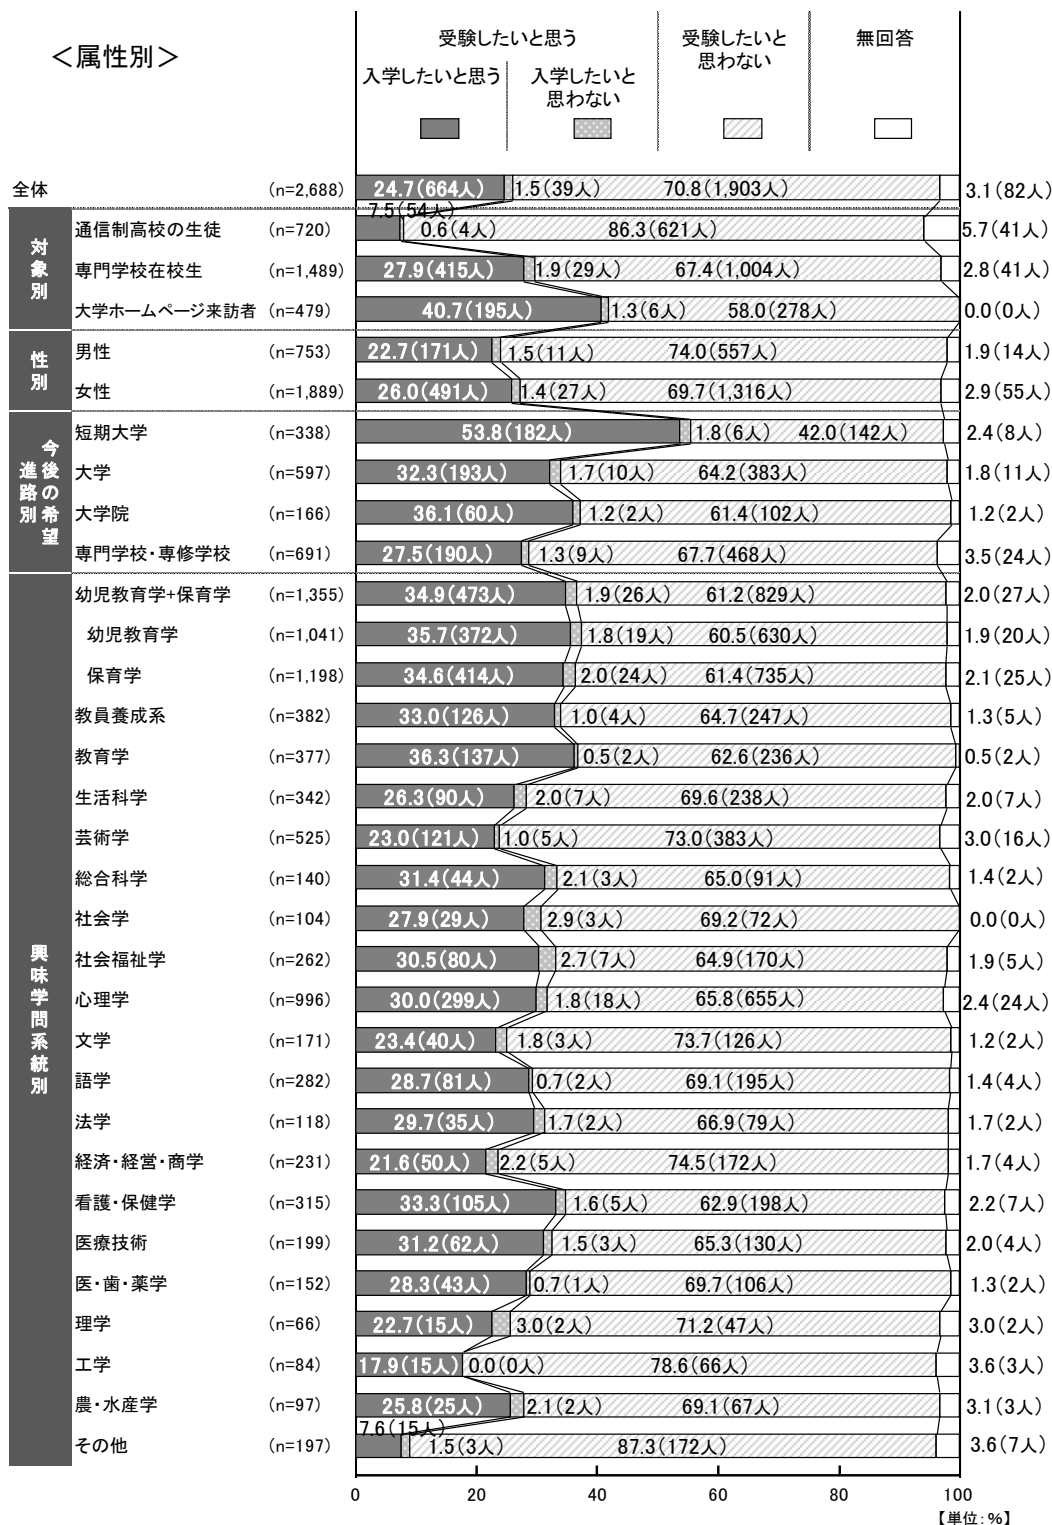 ＜属性別＞
受験したいと思う
受験したいと
思わない
無回答
入学したいと思う
入学したいと
思わない
全体 (n=2,688) 24.7(664人) 1.5(39人) 70.8(1,903人) 3.1(82人)
対象別
通信制高校の生徒 (n=720) 7.5(54人) 0.6(4人) 86.3(621人) 5.7(41人)
専門学校在校生 (n=1,489) 27.9(415人) 1.9(29人) 67.4(1,004人) 2.8(41人)
大学ホームページ来訪者 (n=479) 40.7(195人) 1.3(6人) 58.0(278人) 0.0(0人)
性別
男性 (n=753) 22.7(171人) 1.5(11人) 74.0(557人) 1.9(14人)
女性 (n=1,889) 26.0(491人) 1.4(27人) 69.7(1,316人) 2.9(55人)
今後の希望進路別
短期大学 (n=338) 53.8(182人) 1.8(6人) 42.0(142人) 2.4(8人)
大学 (n=597) 32.3(193人) 1.7(10人) 64.2(383人) 1.8(11人)
大学院 (n=166) 36.1(60人) 1.2(2人) 61.4(102人) 1.2(2人)
専門学校・専修学校 (n=691) 27.5(190人) 1.3(9人) 67.7(468人) 3.5(24人)
興味学問系統別
幼児教育学+保育学 (n=1,355) 34.9(473人) 1.9(26人) 61.2(829人) 2.0(27人)
幼児教育学 (n=1,041) 35.7(372人) 1.8(19人) 60.5(630人) 1.9(20人)
保育学 (n=1,198) 34.6(414人) 2.0(24人) 61.4(735人) 2.1(25人)
教員養成系 (n=382) 33.0(126人) 1.0(4人) 64.7(247人) 1.3(5人)
教育学 (n=377) 36.3(137人) 0.5(2人) 62.6(236人) 0.5(2人)
生活科学 (n=342) 26.3(90人) 2.0(7人) 69.6(238人) 2.0(7人)
芸術学 (n=525) 23.0(121人) 1.0(5人) 73.0(383人) 3.0(16人)
総合科学 (n=140) 31.4(44人) 2.1(3人) 65.0(91人) 1.4(2人)
社会学 (n=104) 27.9(29人) 2.9(3人) 69.2(72人) 0.0(0人)
社会福祉学 (n=262) 30.5(80人) 2.7(7人) 64.9(170人) 1.9(5人)
心理学 (n=996) 30.0(299人) 1.8(18人) 65.8(655人) 2.4(24人)
文学 (n=171) 23.4(40人) 1.8(3人) 73.7(126人) 1.2(2人)
語学 (n=282) 28.7(81人) 0.7(2人) 69.1(195人) 1.4(4人)
法学 (n=118) 29.7(35人) 1.7(2人) 66.9(79人) 1.7(2人)
経済・経営・商学 (n=231) 21.6(50人) 2.2(5人) 74.5(172人) 1.7(4人)
看護・保健学 (n=315) 33.3(105人) 1.6(5人) 62.9(198人) 2.2(7人)
医療技術 (n=199) 31.2(62人) 1.5(3人) 65.3(130人) 2.0(4人)
医・歯・薬学 (n=152) 28.3(43人) 0.7(1人) 69.7(106人) 1.3(2人)
理学 (n=66) 22.7(15人) 3.0(2人) 71.2(47人) 3.0(2人)
工学 (n=84) 17.9(15人) 0.0(0人) 78.6(66人) 3.6(3人)
農・水産学 (n=97) 25.8(25人) 2.1(2人) 69.1(67人) 3.1(3人)
その他 (n=197) 7.6(15人) 1.5(3人) 87.3(172人) 3.6(7人)
0 20 40 60 80 100
【単位：％】